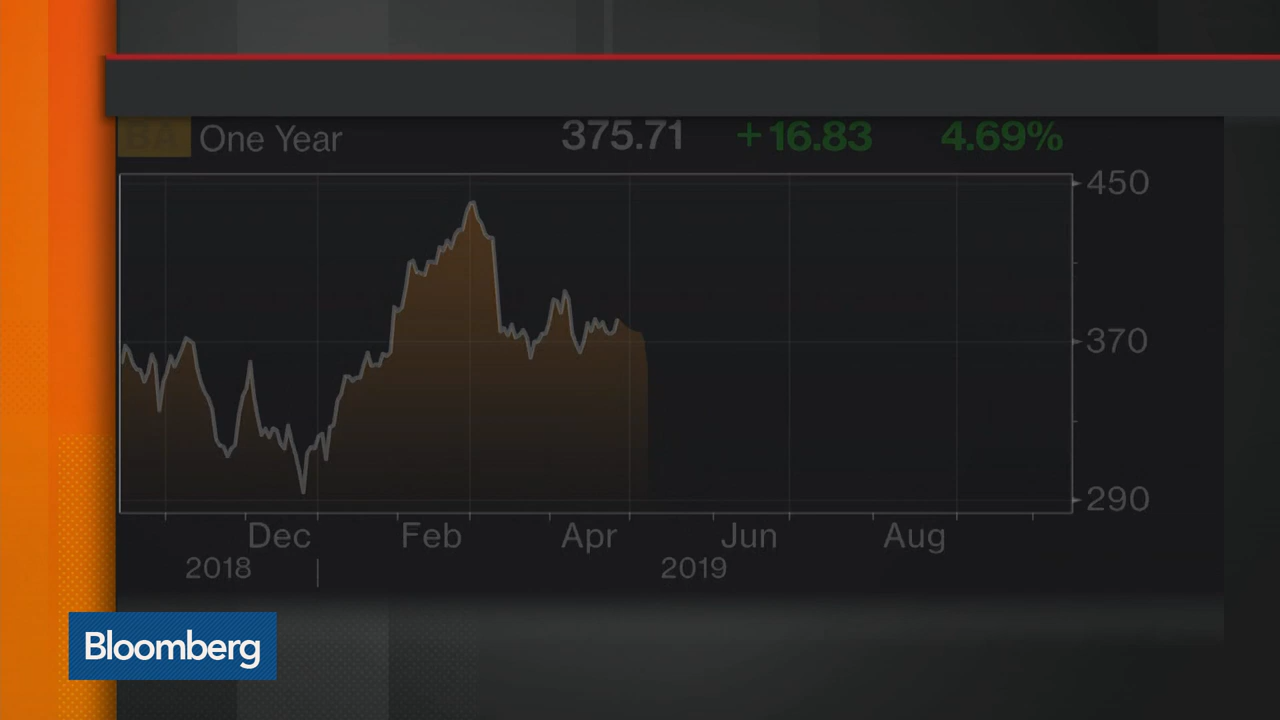 BA One Year 375.71 +16.83 4.69%
450
370
290
Dec Feb Apr Jun Aug
2018 2019
Bloomberg